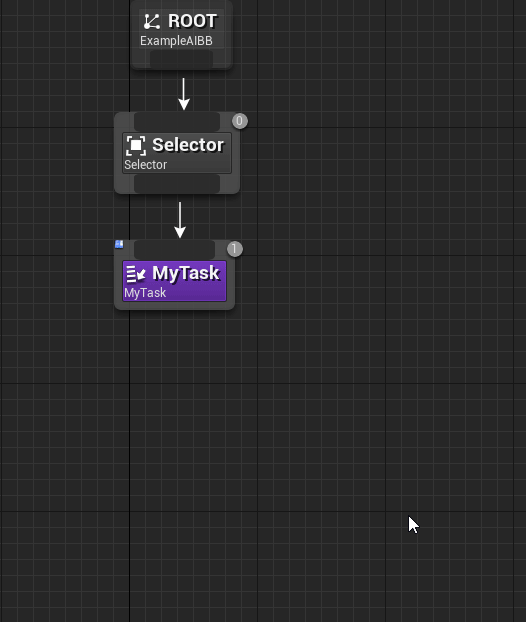 ROOT
ExampleAIBB
0
Selector
Selector
1
MyTask
MyTask